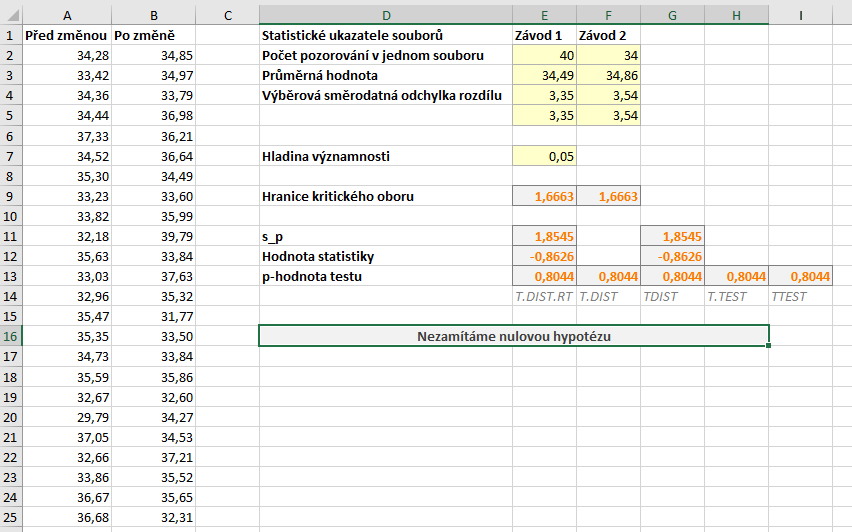 A B C D E F G H I
1 Před změnou Po změně Statistické ukazatele souborů Závod 1 Závod 2
2 34,28 34,85 Počet pozorování v jednom souboru 40 34
3 33,42 34,97 Průměrná hodnota 34,49 34,86
4 34,36 33,79 Výběrová směrodatná odchylka rozdílu 3,35 3,54
5 34,44 36,98 3,35 3,54
6 37,33 36,21
7 34,52 36,64 Hladina významnosti 0,05
8 35,30 34,49
9 33,23 33,60 Hranice kritického oboru 1,6663 1,6663
10 33,82 35,99
11 32,18 39,79 s_p 1,8545 1,8545
12 35,63 33,84 Hodnota statistiky -0,8626 -0,8626
13 33,03 37,63 p-hodnota testu 0,8044 0,8044 0,8044 0,8044 0,8044
14 32,96 35,32 T.DIST.RT T.DIST TDIST T.TEST TTEST
15 35,47 31,77
16 35,35 33,50 Nezamítáme nulovou hypotézu
17 34,73 33,84
18 35,59 35,86
19 32,67 32,60
20 29,79 34,27
21 37,05 34,53
22 32,66 37,21
23 33,86 35,52
24 36,67 35,65
25 36,68 32,31